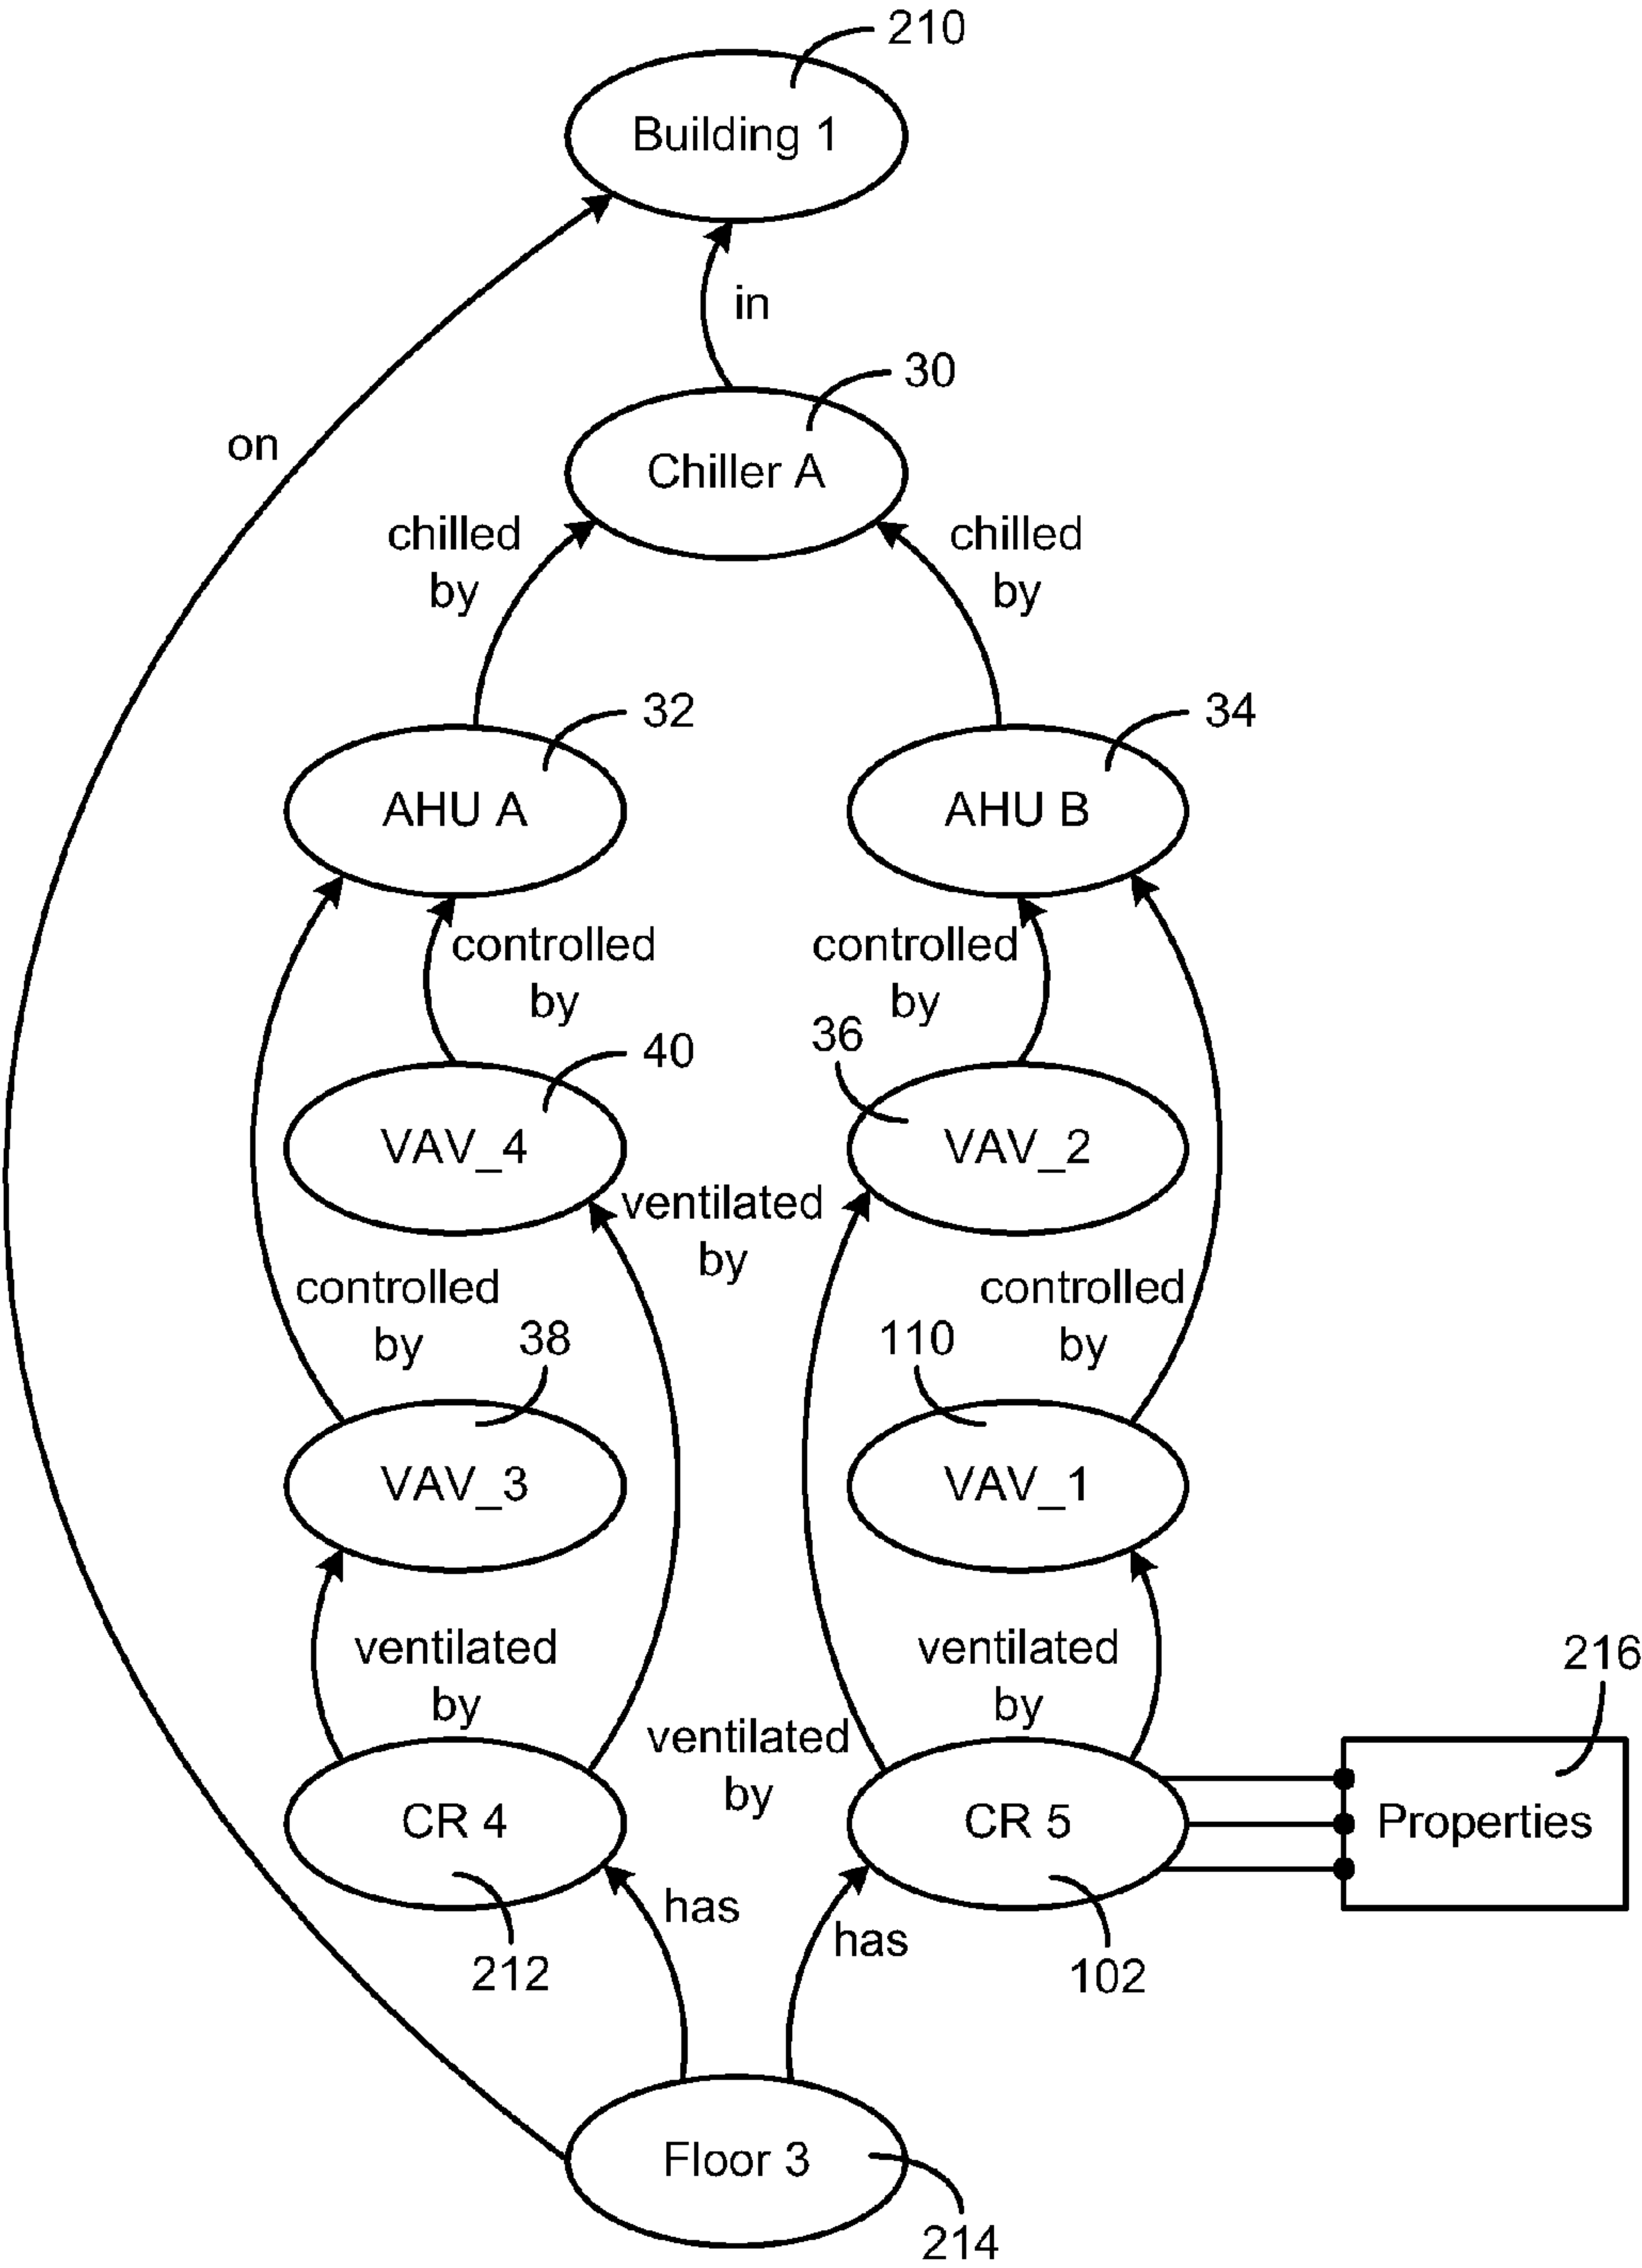 210
Building 1
in
30
on
Chiller A
chilled
by
chilled
by
32
34
AHU A
AHU B
controlled
by
controlled
by
40
36
VAV_4
VAV_2
ventilated
by
controlled
by
controlled
by
38
110
VAV_3
VAV_1
ventilated
by
ventilated
by
216
ventilated
by
CR 4
CR 5
Properties
has
has
212
102
Floor 3
214